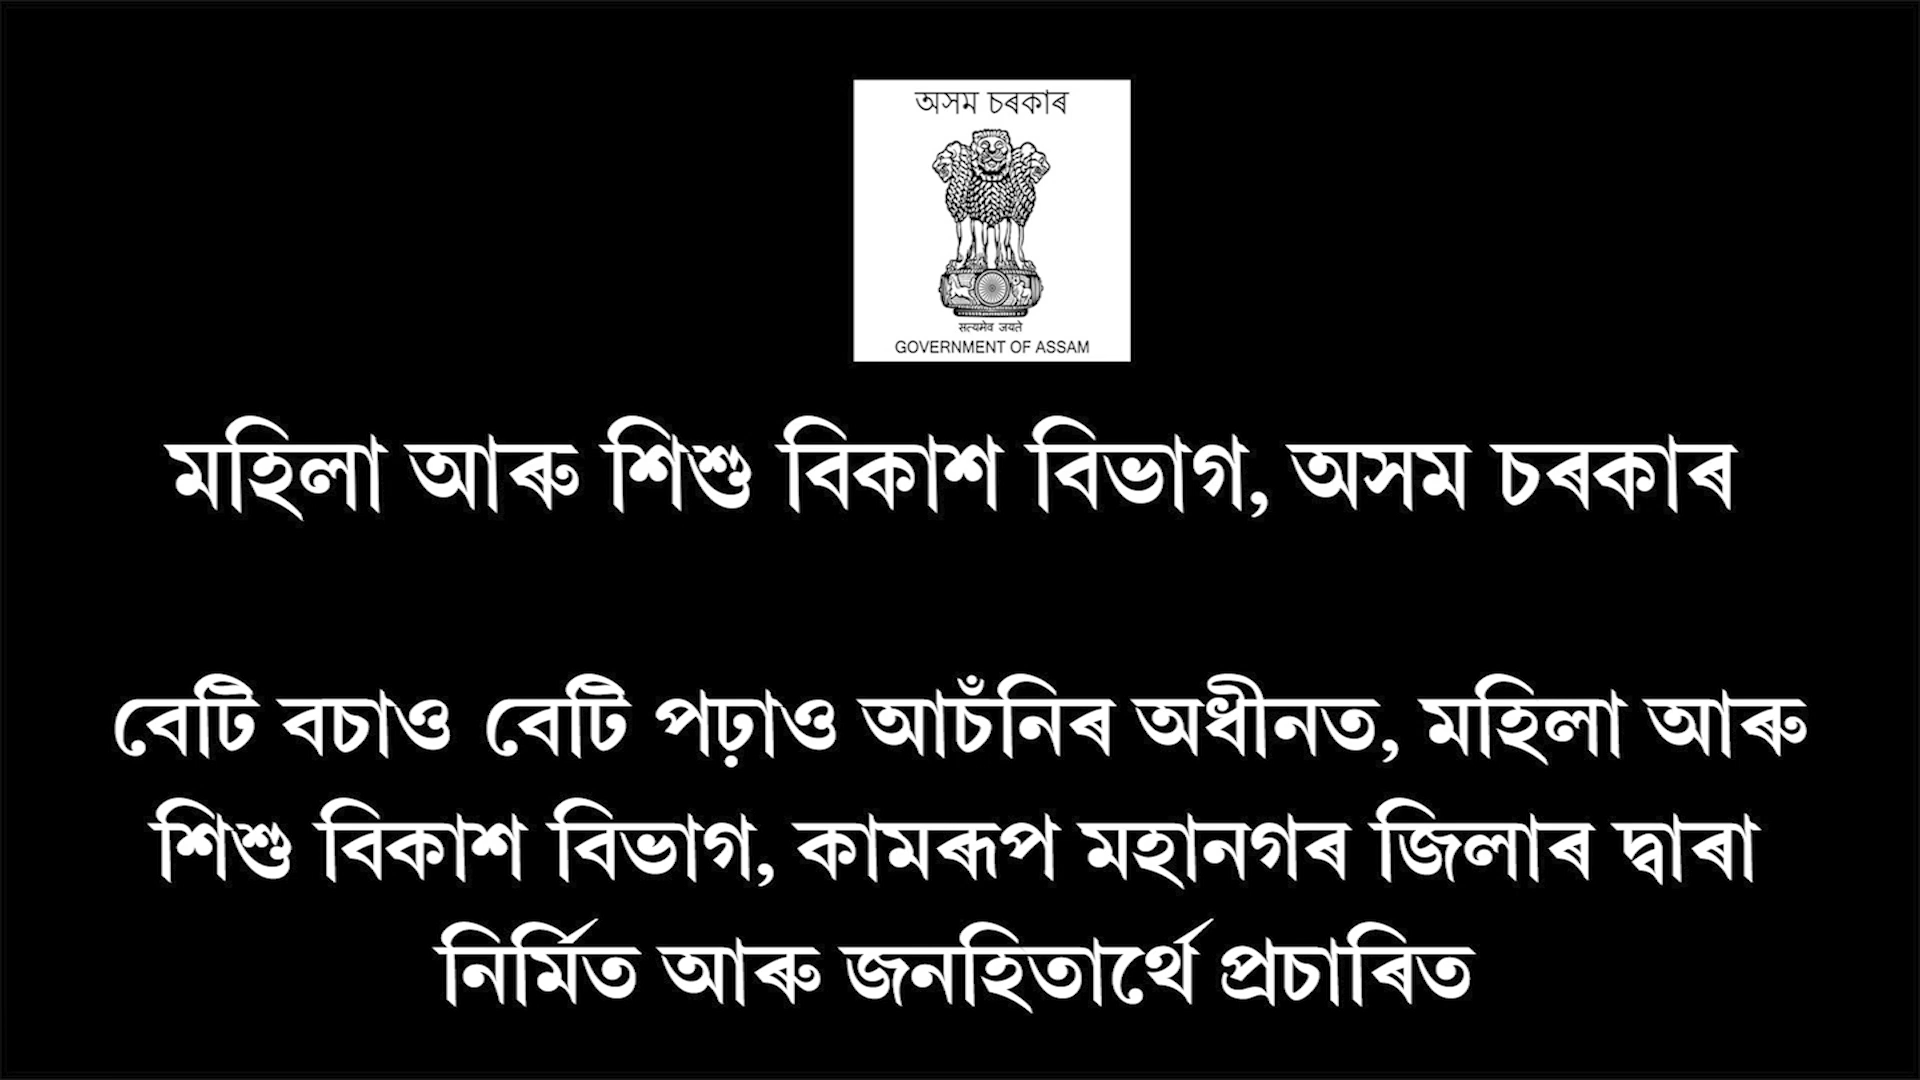 অসম চৰকাৰ
सत्यमेव जयते
GOVERNMENT OF ASSAM
মহিলা আৰু শিশু বিকাশ বিভাগ, অসম চৰকাৰ
বেটি বচাও বেটি পঢ়াও আচঁনিৰ অধীনত, মহিলা আৰু
শিশু বিকাশ বিভাগ, কামৰূপ মহানগৰ জিলাৰ দ্বাৰা
নিৰ্মিত আৰু জনহিতাৰ্থে প্ৰচাৰিত